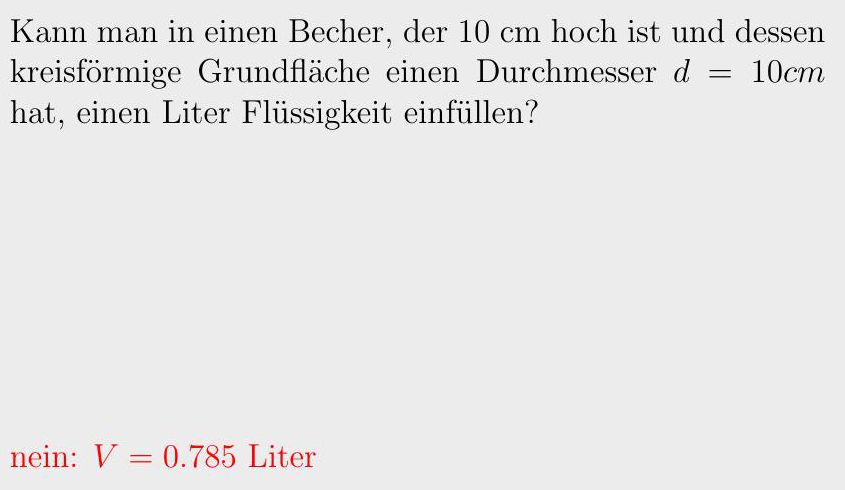 Kann man in einen Becher, der 10 cm hoch ist und dessen
kreisförmige Grundfläche einen Durchmesser d = 10cm
hat, einen Liter Flüssigkeit einfüllen?
nein: V = 0.785 Liter